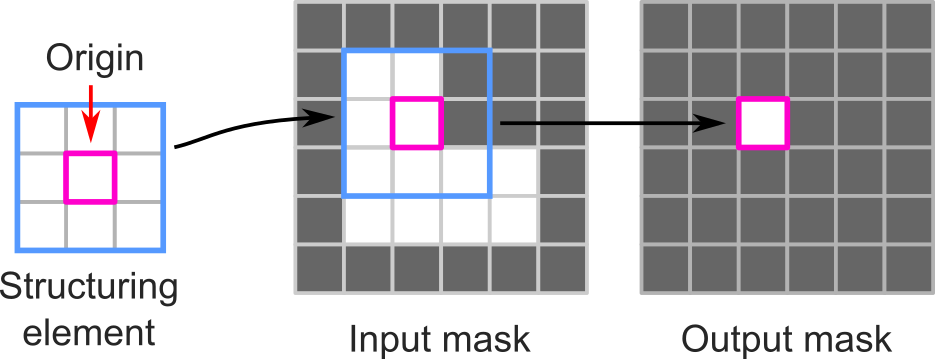 Origin
Structuring
element
Input mask
Output mask